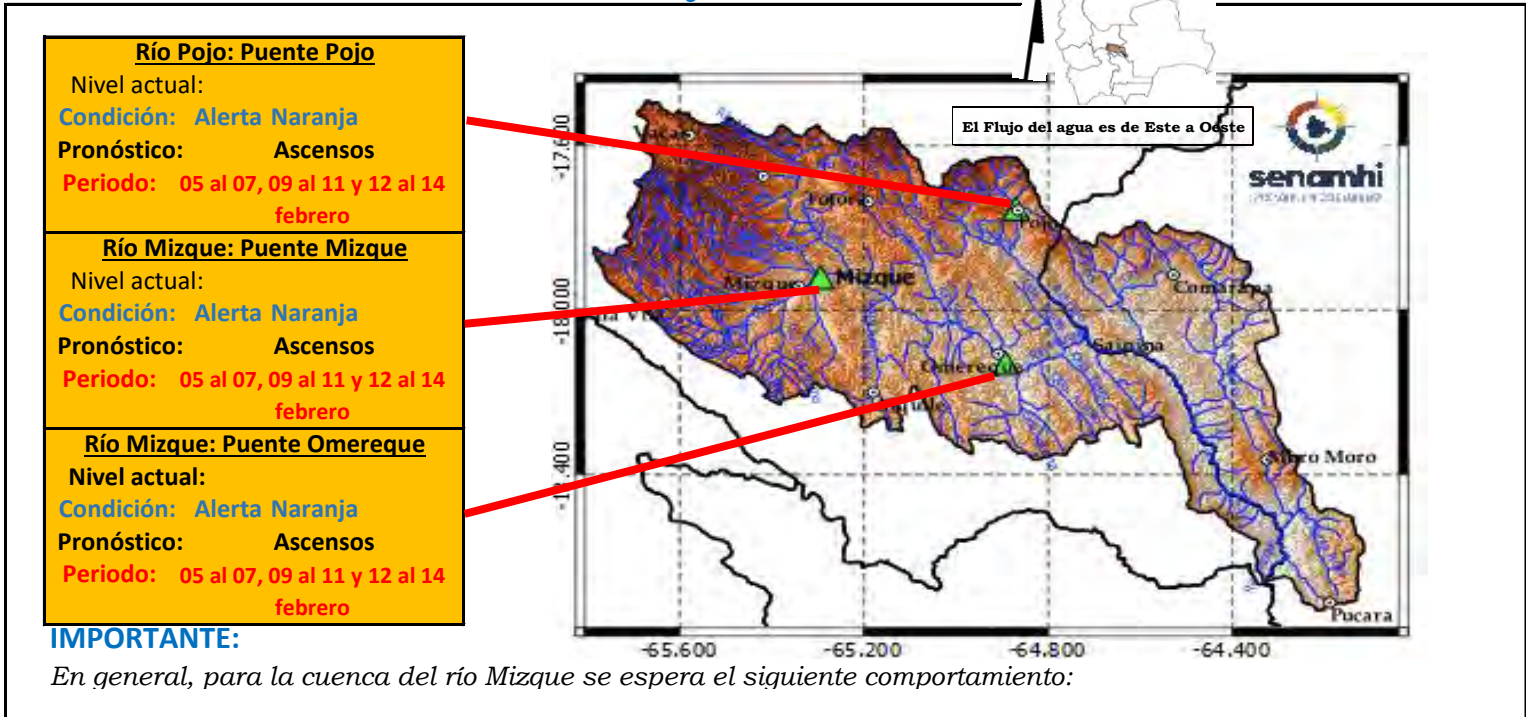 Río Pojo: Puente Pojo
Nivel actual:
Condición: Alerta Naranja
Pronóstico: Ascensos
Periodo: 05 al 07, 09 al 11 y 12 al 14
febrero
Río Mizque: Puente Mizque
Nivel actual:
Condición: Alerta Naranja
Pronóstico: Ascensos
Periodo: 05 al 07, 09 al 11 y 12 al 14
febrero
Río Mizque: Puente Omereque
Nivel actual:
Condición: Alerta Naranja
Pronóstico: Ascensos
Periodo: 05 al 07, 09 al 11 y 12 al 14
febrero
El Flujo del agua es de Este a Oeste
senamhi
-17.600
Vacas
Totora
Pojo
Mizque
Mizque
Comarapa
-18.000
Saipina
Omereque
Moro
Pucara
-65.600
-65.200
-64.800
-64.400
IMPORTANTE:
En general, para la cuenca del río Mizque se espera el siguiente comportamiento: